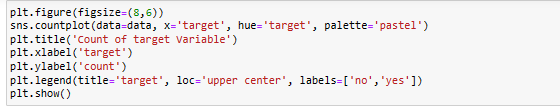 plt.figure(figsize=(8,6))
sns.countplot(data=data, x='target', hue='target', palette='pastel')
plt.title('Count of target Variable')
plt.xlabel('target')
plt.ylabel('count')
plt.legend(title='target', loc='upper center', labels=['no','yes'])
plt.show()